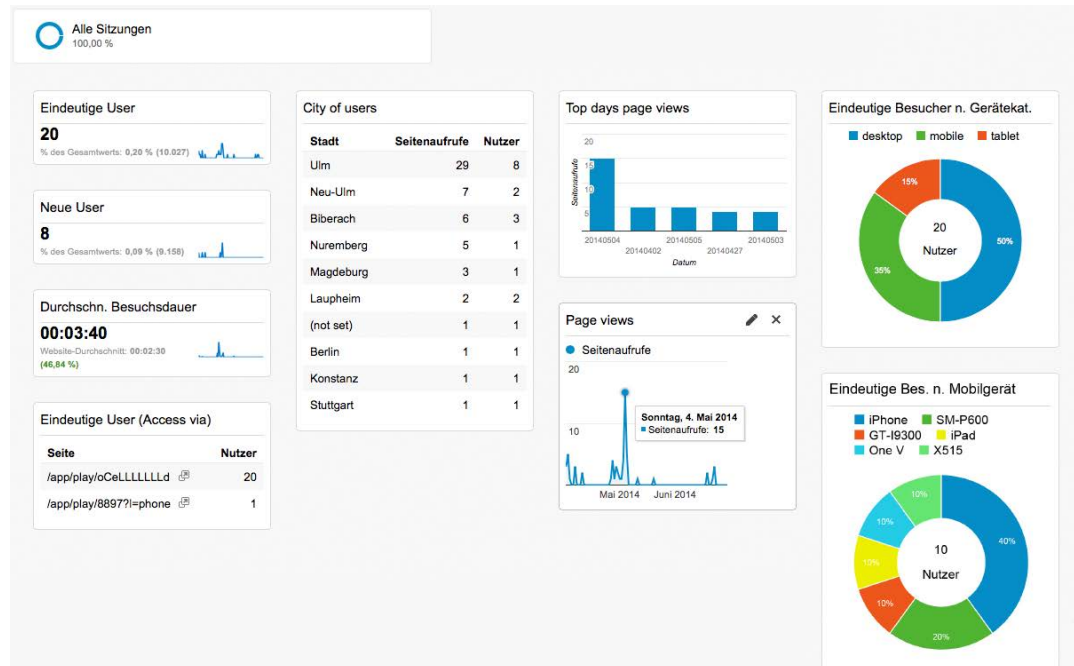 Alle Sitzungen
100,00 %
Eindeutige User
20
% des Gesamtwerts: 0,20 % (10.027)
Neue User
8
% des Gesamtwerts: 0,09 % (9.158)
Durchschn. Besuchsdauer
00:03:40
Website-Durchschnitt: 00:02:30
(46,84 %)
Eindeutige User (Access via)
Seite Nutzer
/app/play/oCeLLLLLLLd 20
/app/play/8897?l=phone 1
City of users
Stadt Seitenaufrufe Nutzer
Ulm 29 8
Neu-Ulm 7 2
Biberach 6 3
Nuremberg 5 1
Magdeburg 3 1
Laupheim 2 2
(not set) 1 1
Berlin 1 1
Konstanz 1 1
Stuttgart 1 1
Top days page views
20
15
10
5
Seitenaufrufe
20140504 20140505 20140503
20140402 20140427
Datum
Page views
Seitenaufrufe
20
10
Sonntag, 4. Mai 2014
Seitenaufrufe: 15
Mai 2014 Juni 2014
Eindeutige Besucher n. Gerätekat.
desktop mobile tablet
15%
20
Nutzer
50%
35%
Eindeutige Bes. n. Mobilgerät
iPhone SM-P600
GT-I9300 iPad
One V X515
10%
10%
40%
10
Nutzer
10%
10%
20%